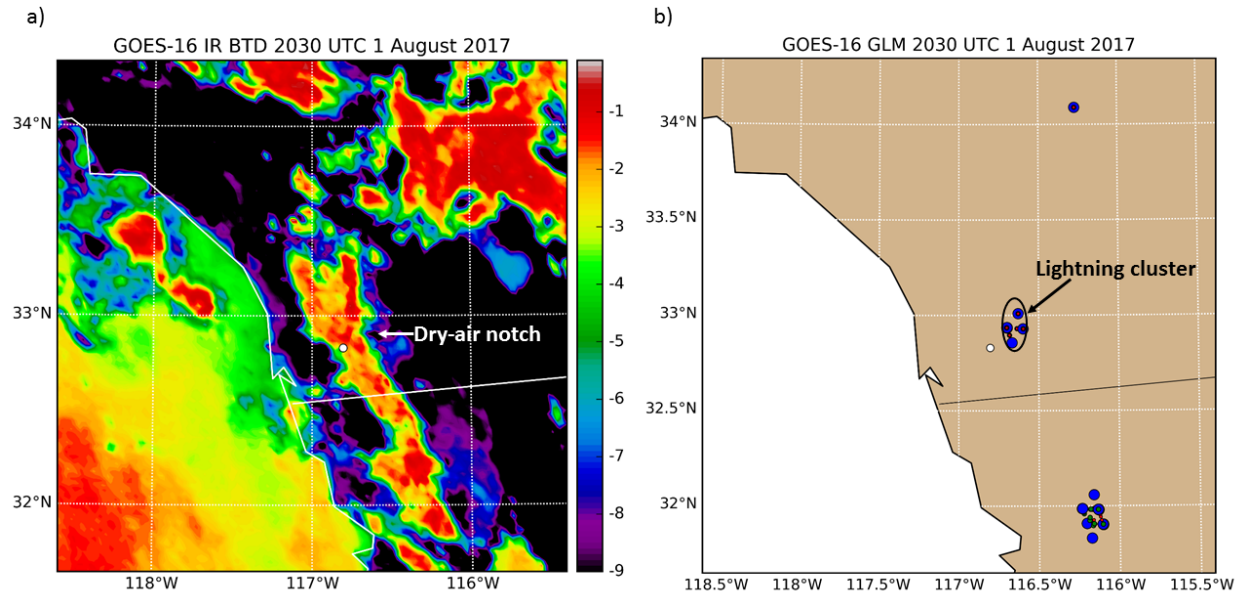 a)
GOES-16 IR BTD 2030 UTC 1 August 2017
34°N
33°N
32°N
118°W
117°W
116°W
Dry-air notch
-1
-2
-3
-4
-5
-6
-7
-8
-9
b)
GOES-16 GLM 2030 UTC 1 August 2017
34°N
33.5°N
33°N
32.5°N
32°N
118.5°W
118°W
117.5°W
117°W
116.5°W
116°W
115.5°W
Lightning cluster